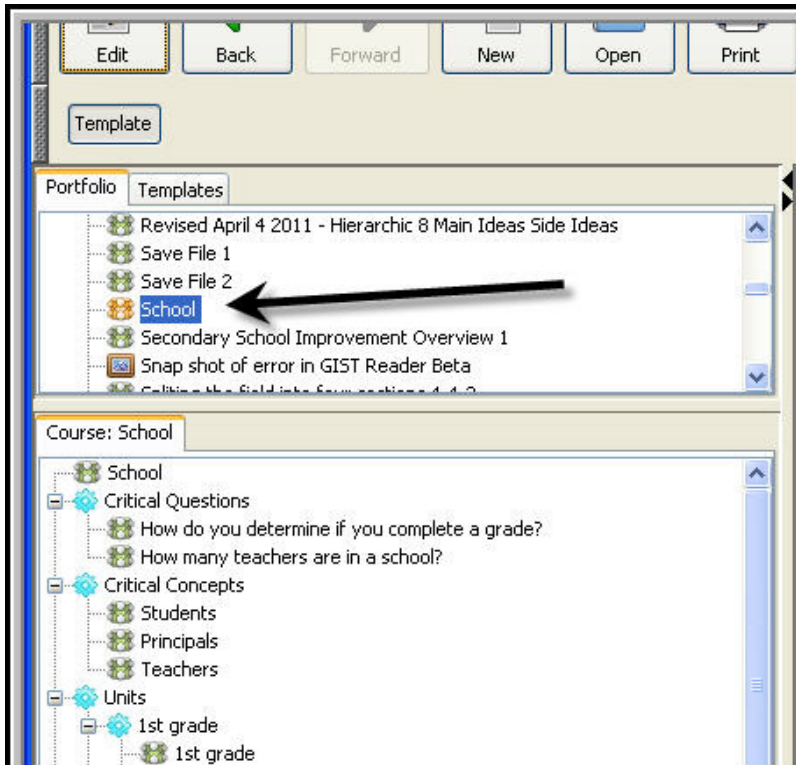 Edit Back Forward New Open Print
Template
Portfolio Templates
Revised April 4 2011 - Hierarchic 8 Main Ideas Side Ideas
Save File 1
Save File 2
School
Secondary School Improvement Overview 1
Snap shot of error in GIST Reader Beta
Course: School
School
Critical Questions
How do you determine if you complete a grade?
How many teachers are in a school?
Critical Concepts
Students
Principals
Teachers
Units
1st grade
1st grade